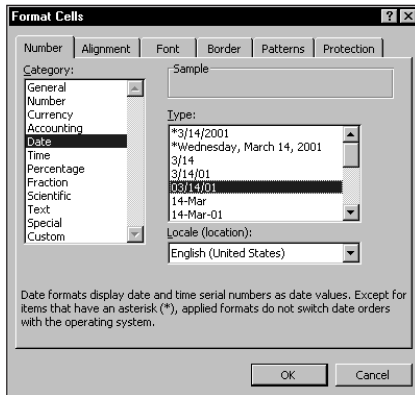 Format Cells
Number Alignment Font Border Patterns Protection
Category:
General
Number
Currency
Accounting
Date
Time
Percentage
Fraction
Scientific
Text
Special
Custom
Sample
Type:
*3/14/2001
*Wednesday, March 14, 2001
3/14
3/14/01
03/14/01
14-Mar
14-Mar-01
Locale (location):
English (United States)
Date formats display date and time serial numbers as date values. Except for
items that have an asterisk (*), applied formats do not switch date orders
with the operating system.
OK Cancel